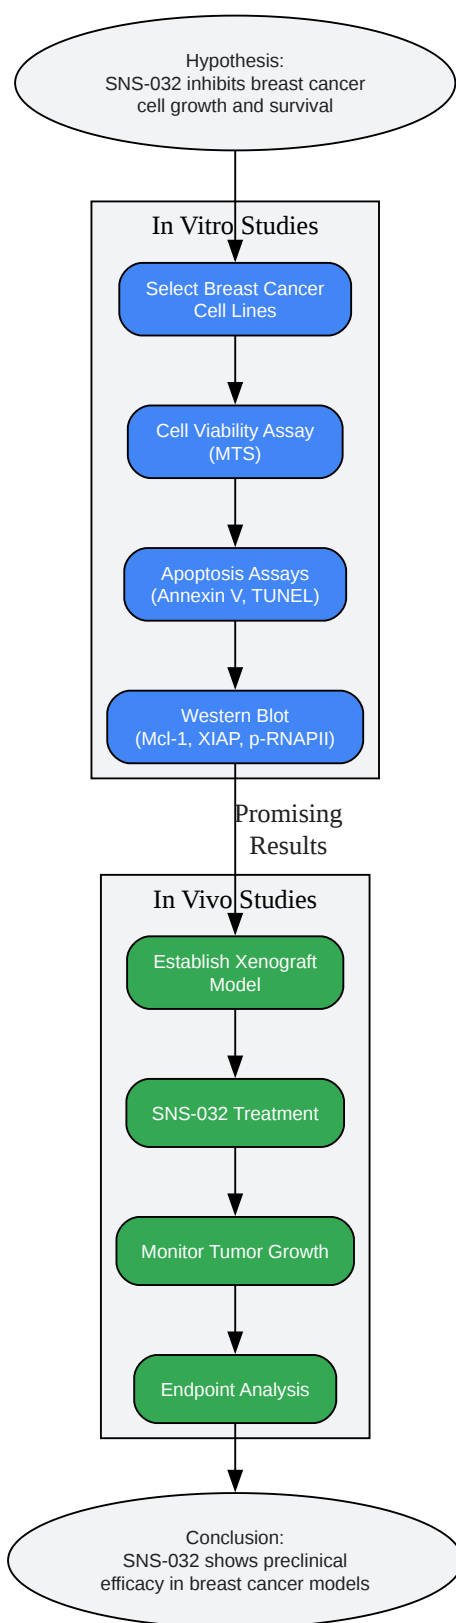 Hypothesis:
SNS-032 inhibits breast cancer
cell growth and survival
In Vitro Studies
Select Breast Cancer
Cell Lines
Cell Viability Assay
(MTS)
Apoptosis Assays
(Annexin V, TUNEL)
Western Blot
(Mcl-1, XIAP, p-RNAPII)
Promising
Results
In Vivo Studies
Establish Xenograft
Model
SNS-032 Treatment
Monitor Tumor Growth
Endpoint Analysis
Conclusion:
SNS-032 shows preclinical
efficacy in breast cancer models